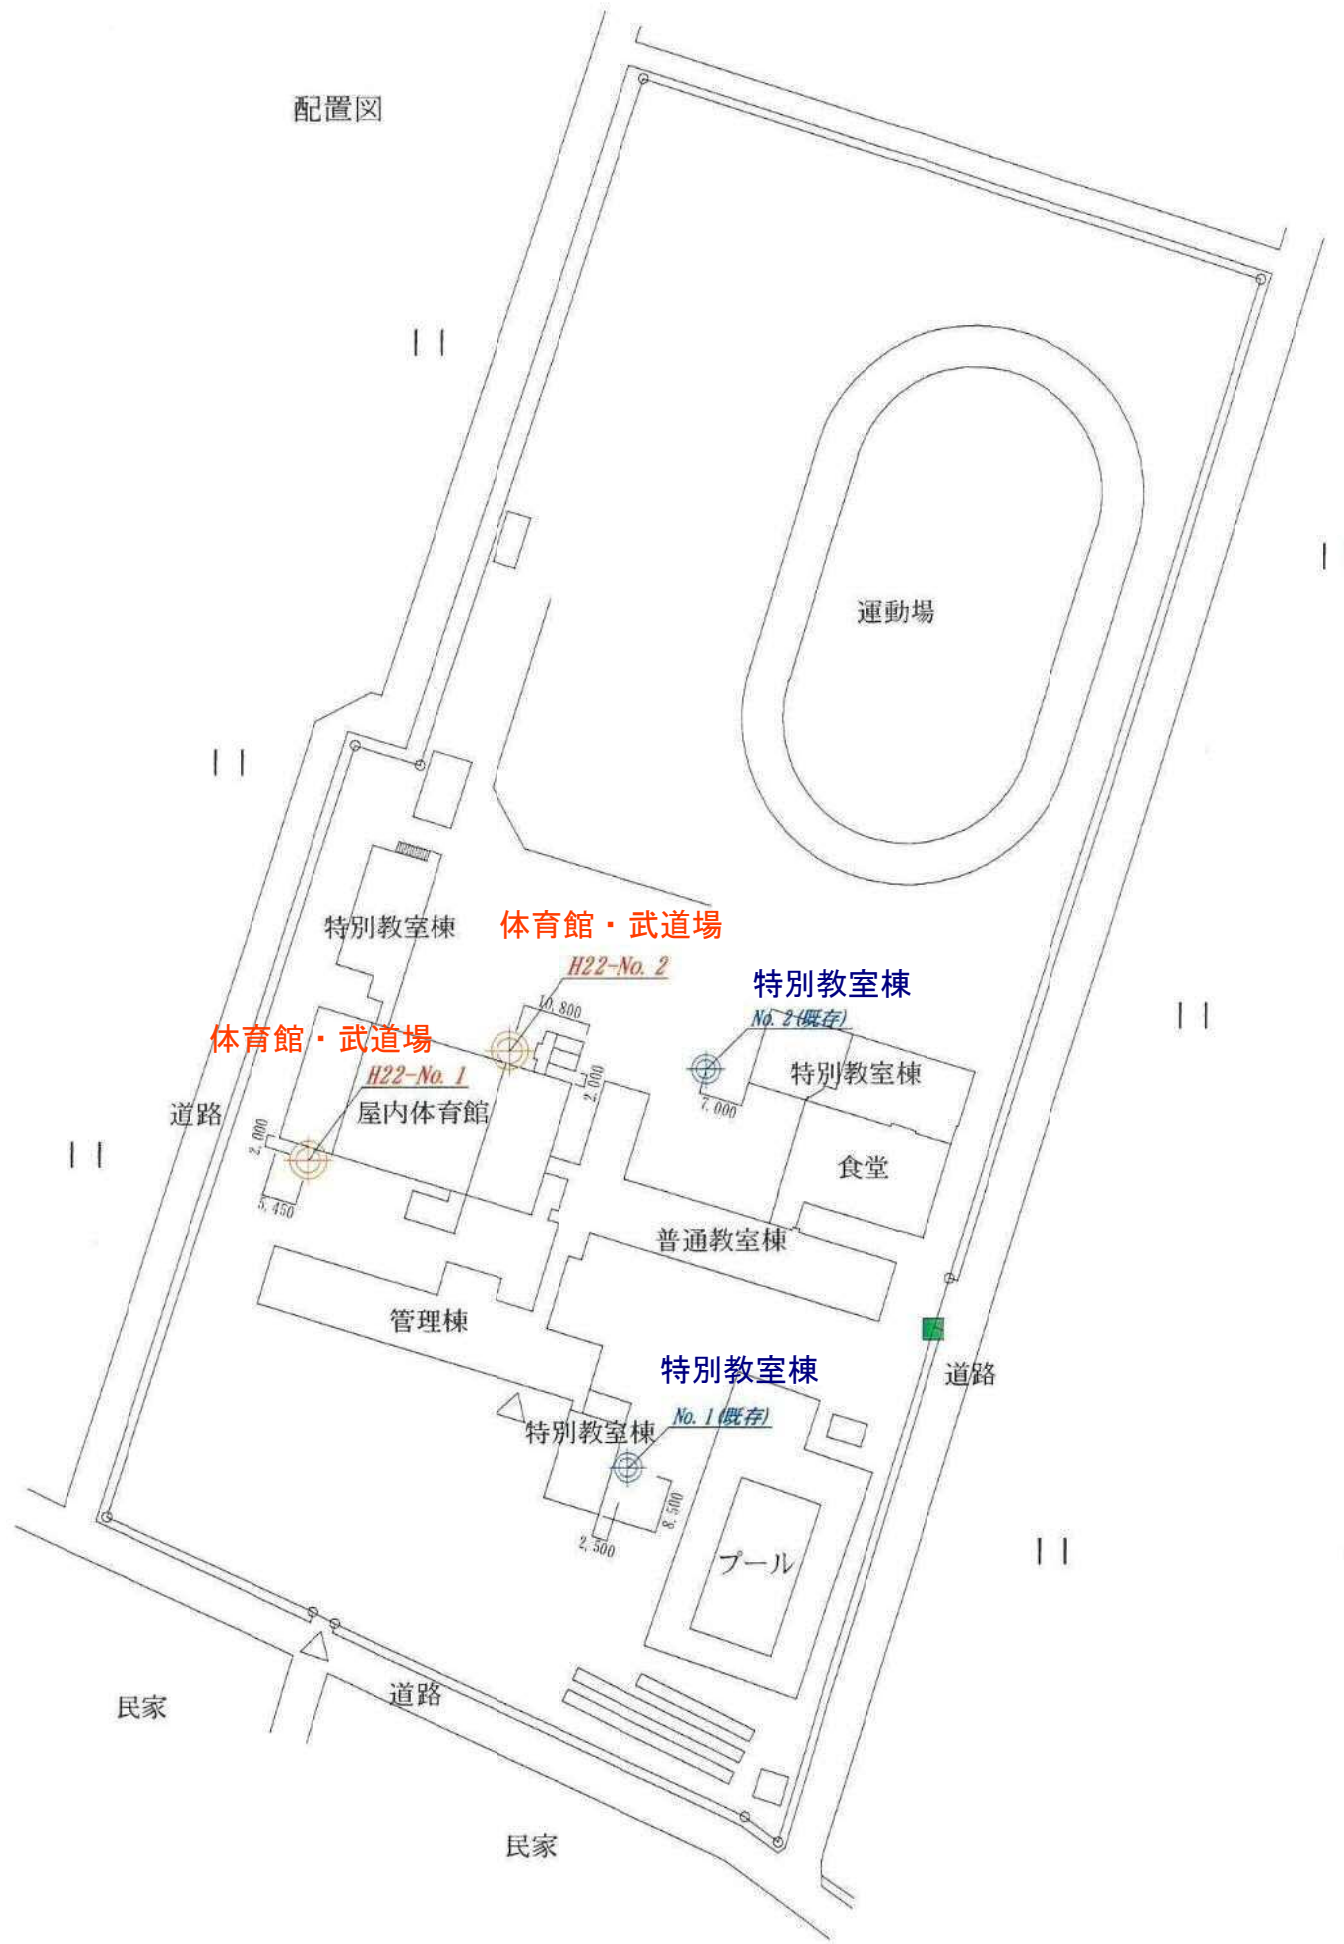 配置図
運動場
特別教室棟
体育館・武道場
H22-No. 2
10,800
特別教室棟
No. 2(既存)
体育館・武道場
H22-No. 1
屋内体育館
2,000
7,000
特別教室棟
道路
2,000
5,450
食堂
普通教室棟
管理棟
特別教室棟
道路
No. 1(既存)
特別教室棟
8,500
2,500
プール
道路
民家
民家